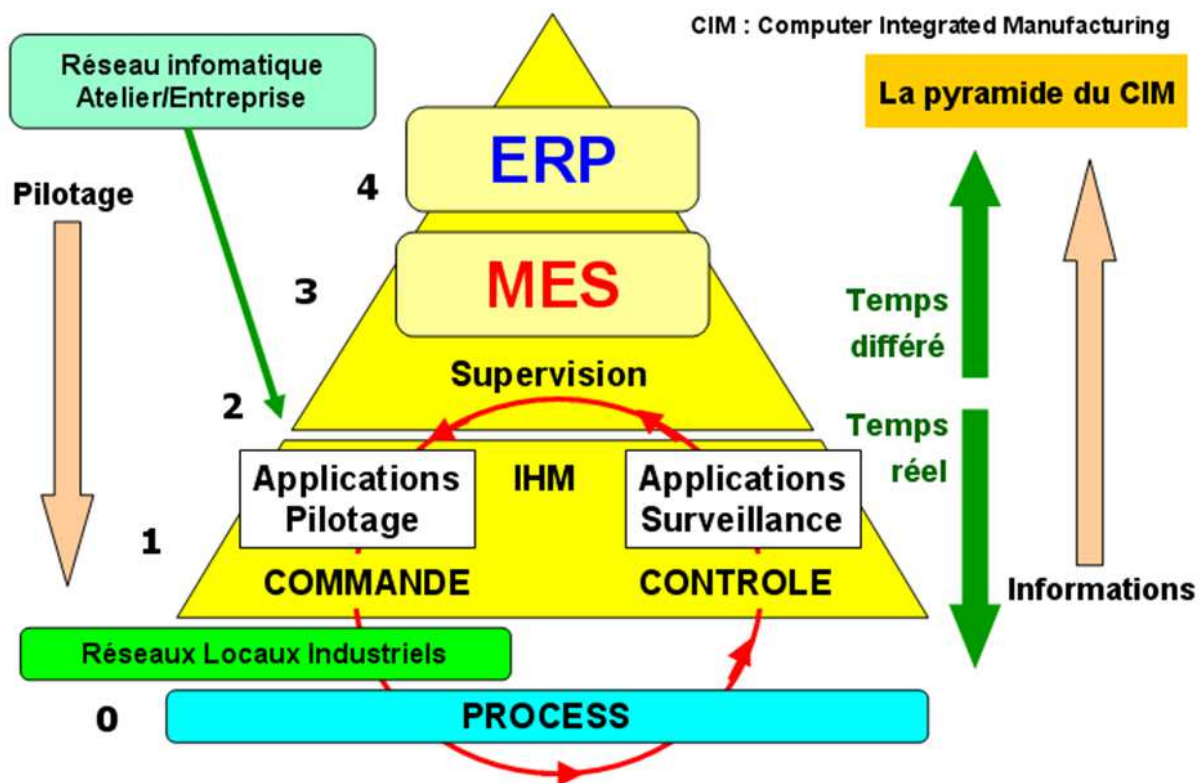 CIM : Computer Integrated Manufacturing
Réseau infomatique
Atelier/Entreprise
La pyramide du CIM
ERP
4
Pilotage
MES
3
Temps
différé
Supervision
2
Temps
réel
Applications
Pilotage
IHM
Applications
Surveillance
1
COMMANDE
CONTROLE
Informations
Réseaux Locaux Industriels
0
PROCESS